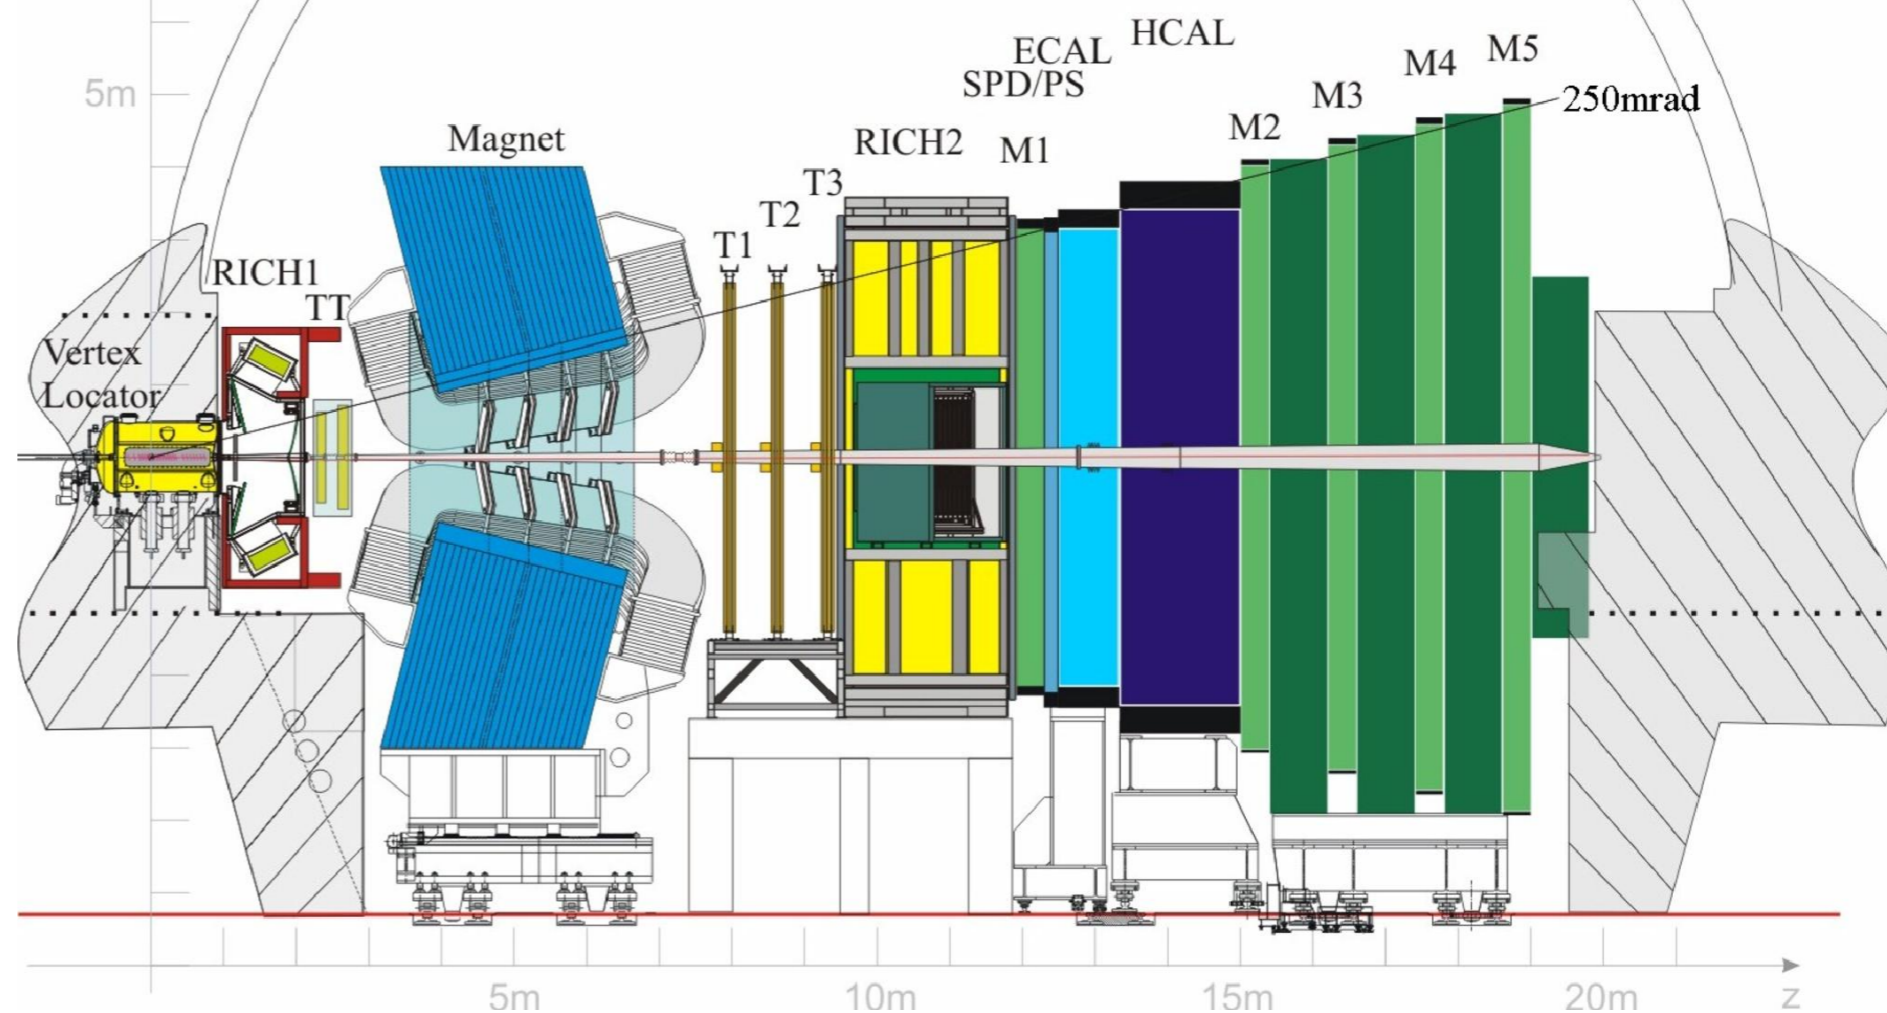 HCAL
ECAL
M5
M4
SPD/PS
M3
5m
250mrad
M2
Magnet
RICH2
M1
T3
T2
T1
RICH1
TT
Vertex
Locator
5m
10m
15m
20m
z